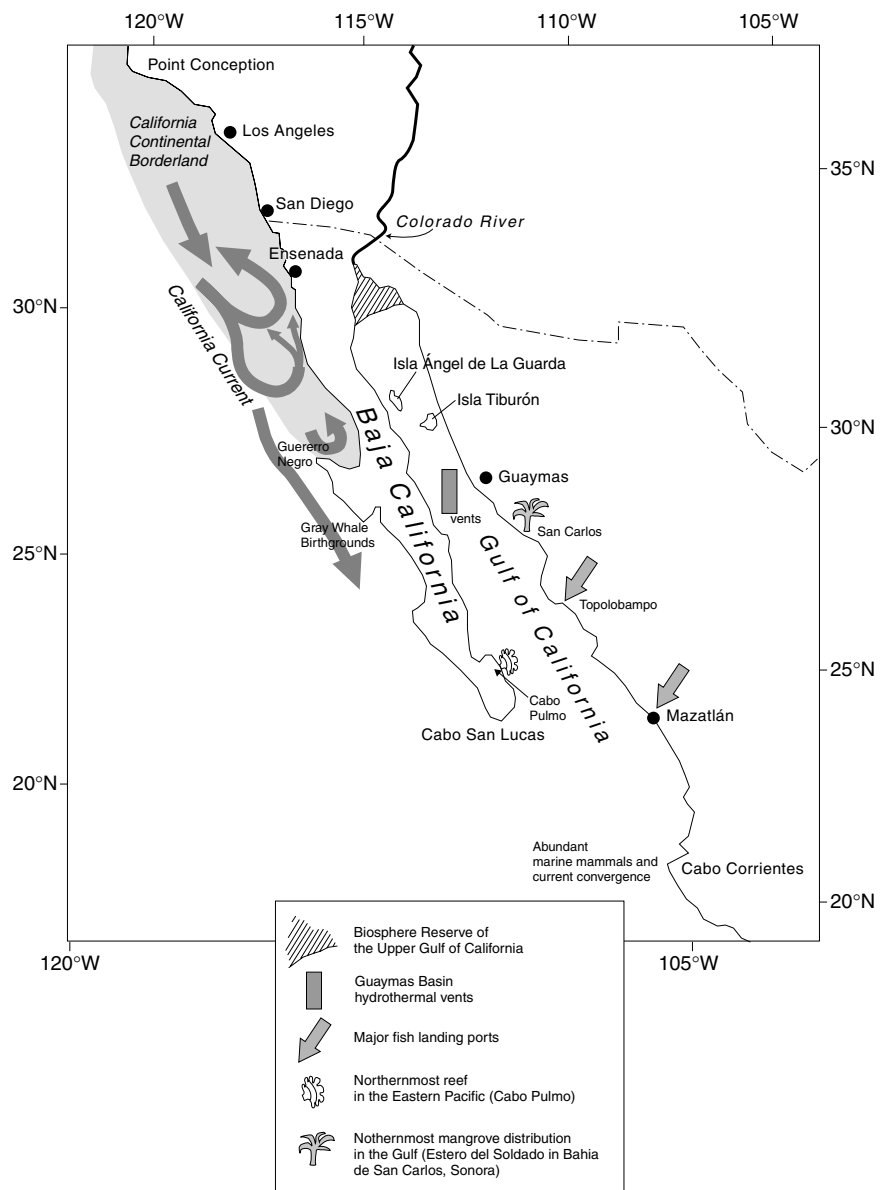 120°W
115°W
110°W
105°W
Point Conception
California
Continental
Borderland
Los Angeles
35°N
San Diego
Colorado River
Ensenada
30°N
California Current
Isla Ángel de La Guarda
Isla Tiburón
30°N
Baja California
Guererro
Negro
Guaymas
vents
San Carlos
Gray Whale
Birthgrounds
25°N
Gulf of California
Topolobampo
25°N
Cabo
Pulmo
Mazatlán
Cabo San Lucas
20°N
Abundant
marine mammals and
current convergence
Cabo Corrientes
20°N
120°W
105°W
Biosphere Reserve of
the Upper Gulf of California
Guaymas Basin
hydrothermal vents
Major fish landing ports
Northernmost reef
in the Eastern Pacific (Cabo Pulmo)
Nothernmost mangrove distribution
in the Gulf (Estero del Soldado in Bahia
de San Carlos, Sonora)